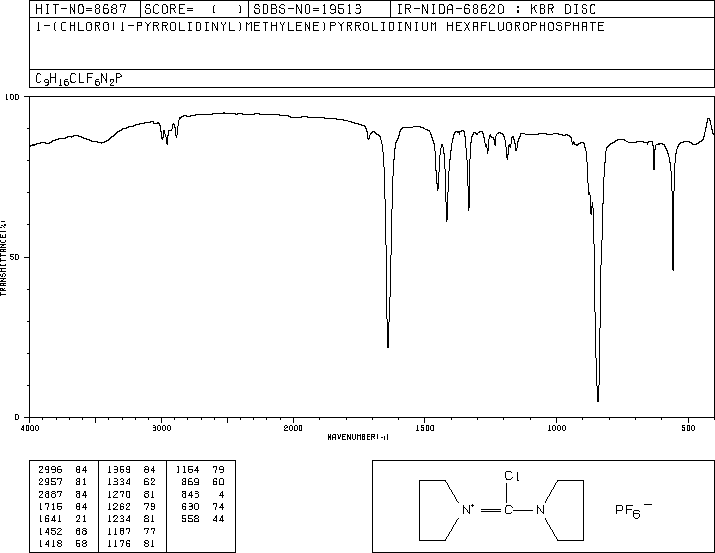 HIT-NO=8687 SCORE= ( ) SDBS-NO=19513 IR-NIDA-68620 : KBR DISC
1-(CHLORO(1-PYRROLIDINYL)METHYLENE)PYRROLIDINIUM HEXAFLUOROPHOSPHATE
C9H16CLF6N2P
100
50
0
TRANSMITTANCE(%)
4000 3000 2000 1500 1000 500
WAVENUMBER(-1)
2996 84 1369 84 1154 79
2957 81 1334 62 869 60
2887 84 1270 81 843 4
1715 84 1262 79 630 74
1641 21 1234 81 558 44
1452 68 1187 77
1418 58 1176 81
Cl
N+ C N PF6−